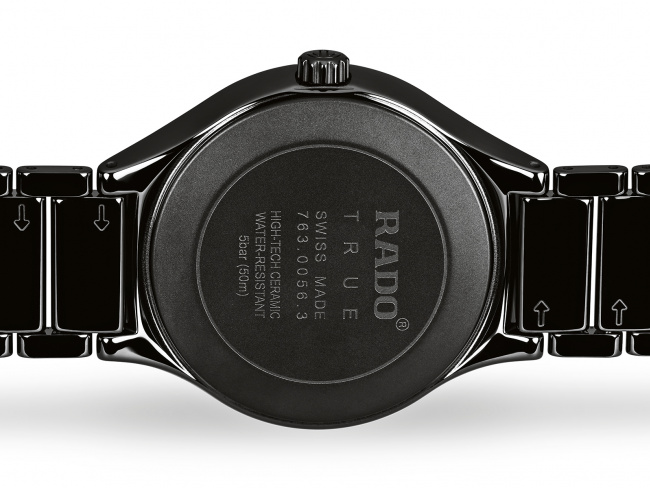 RADO®
TRUE
SWISS MADE
763.0056.3
HIGH-TECH CERAMIC
WATER-RESISTANT
5bar (50m)